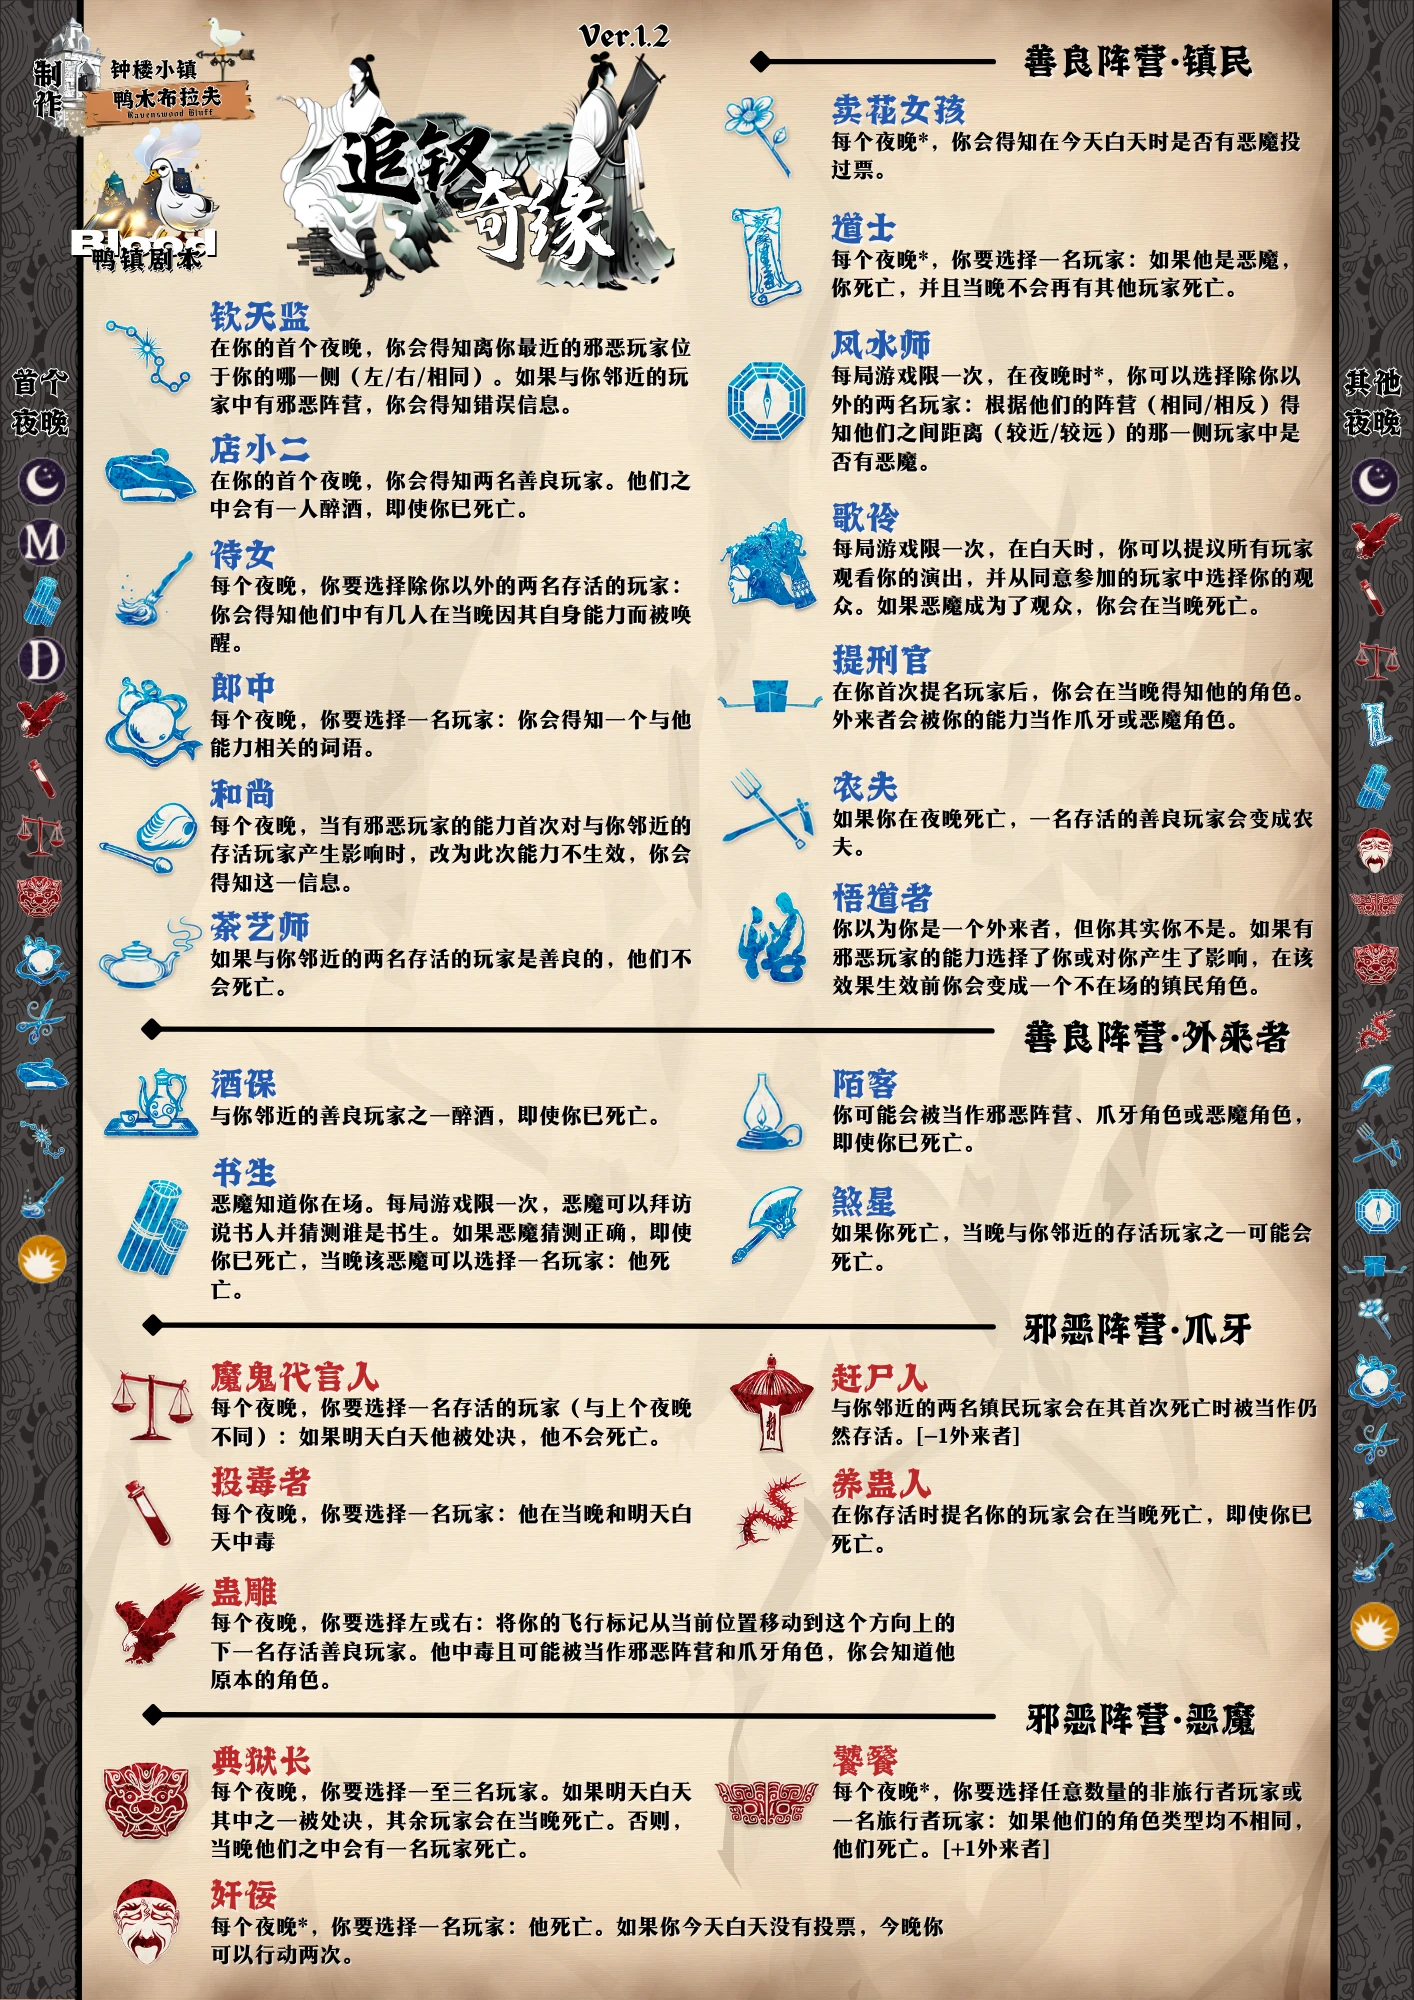 Ver.1.2
制作
钟楼小镇
鸭木布拉夫
Ravenswood Bluff
Blood
鸭镇剧本
追钗
奇缘
首个
夜晚
M
D
其他
夜晚
钦天监
在你的首个夜晚，你会得知离你最近的邪恶玩家位
于你的哪一侧（左/右/相同）。如果与你邻近的玩
家中有邪恶阵营，你会得知错误信息。
店小二
在你的首个夜晚，你会得知两名善良玩家。他们之
中会有一人醉酒，即使你已死亡。
侍女
每个夜晚，你要选择除你以外的两名存活的玩家：
你会得知他们中有几人在当晚因其自身能力而被唤
醒。
郎中
每个夜晚，你要选择一名玩家：你会得知一个与他
能力相关的词语。
和尚
每个夜晚，当有邪恶玩家的能力首次对与你邻近的
存活玩家产生影响时，改为此次能力不生效，你会
得知这一信息。
茶艺师
如果与你邻近的两名存活的玩家是善良的，他们不
会死亡。
善良阵营·镇民
卖花女孩
每个夜晚*，你会得知在今天白天时是否有恶魔投
过票。
道士
每个夜晚*，你要选择一名玩家：如果他是恶魔，
你死亡，并且当晚不会再有其他玩家死亡。
风水师
每局游戏限一次，在夜晚时*，你可以选择除你以
外的两名玩家：根据他们的阵营（相同/相反）得
知他们之间距离（较近/较远）的那一侧玩家中是
否有恶魔。
歌伶
每局游戏限一次，在白天时，你可以提议所有玩家
观看你的演出，并从同意参加的玩家中选择你的观
众。如果恶魔成为了观众，你会在当晚死亡。
提刑官
在你首次提名玩家后，你会在当晚得知他的角色。
外来者会被你的能力当作爪牙或恶魔角色。
农夫
如果你在夜晚死亡，一名存活的善良玩家会变成农
夫。
悟道者
你以为你是一个外来者，但你其实你不是。如果有
邪恶玩家的能力选择了你或对你产生了影响，在该
效果生效前你会变成一个不在场的镇民角色。
善良阵营·外来者
酒保
与你邻近的善良玩家之一醉酒，即使你已死亡。
书生
恶魔知道你在场。每局游戏限一次，恶魔可以拜访
说书人并猜测谁是书生。如果恶魔猜测正确，即使
你已死亡，当晚该恶魔可以选择一名玩家：他死
亡。
陌客
你可能会被当作邪恶阵营、爪牙角色或恶魔角色，
即使你已死亡。
煞星
如果你死亡，当晚与你邻近的存活玩家之一可能会
死亡。
邪恶阵营·爪牙
魔鬼代言人
每个夜晚，你要选择一名存活的玩家（与上个夜晚
不同）：如果明天白天他被处决，他不会死亡。
投毒者
每个夜晚，你要选择一名玩家：他在当晚和明天白
天中毒
蛊雕
每个夜晚，你要选择左或右：将你的飞行标记从当前位置移动到这个方向上的
下一名存活善良玩家。他中毒且可能被当作邪恶阵营和爪牙角色，你会知道他
原本的角色。
赶尸人
与你邻近的两名镇民玩家会在其首次死亡时被当作仍
然存活。[−1外来者]
养蛊人
在你存活时提名你的玩家会在当晚死亡，即使你已
死亡。
邪恶阵营·恶魔
典狱长
每个夜晚，你要选择一至三名玩家。如果明天白天
其中之一被处决，其余玩家会在当晚死亡。否则，
当晚他们之中会有一名玩家死亡。
饕餮
每个夜晚*，你要选择任意数量的非旅行者玩家或
一名旅行者玩家：如果他们的角色类型均不相同，
他们死亡。[+1外来者]
奸佞
每个夜晚*，你要选择一名玩家：他死亡。如果你今天白天没有投票，今晚你
可以行动两次。